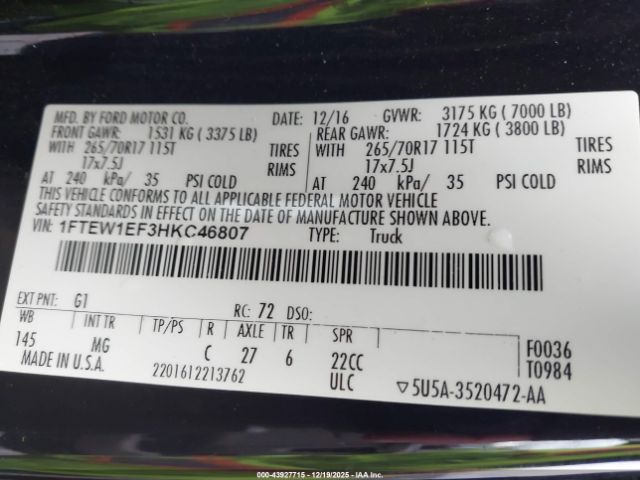 MFD. BY FORD MOTOR CO. DATE: 12/16 GVWR: 3175 KG ( 7000 LB)
FRONT GAWR: 1531 KG ( 3375 LB) REAR GAWR: 1724 KG ( 3800 LB)
WITH 265/70R17 115T TIRES WITH 265/70R17 115T TIRES
17x7.5J RIMS 17x7.5J RIMS
AT 240 kPa/ 35 PSI COLD AT 240 kPa/ 35 PSI COLD
THIS VEHICLE CONFORMS TO ALL APPLICABLE FEDERAL MOTOR VEHICLE
SAFETY STANDARDS IN EFFECT ON THE DATE OF MANUFACTURE SHOWN ABOVE.
VIN: 1FTEW1EF3HKC46807 TYPE: Truck
EXT PNT: G1 RC: 72 DSO:
WB INT TR TP/PS R AXLE TR SPR
145 MG C 27 6 22CC F0036
MADE IN U.S.A. 2201612213762 ULC T0984
5U5A-3520472-AA
000-43927715 - 12/19/2025 - IAAI.com